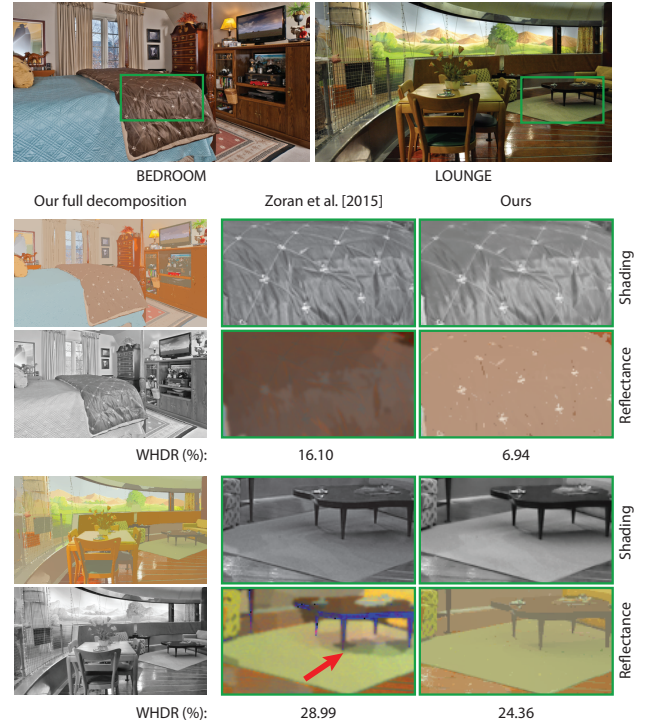 BEDROOM LOUNGE
Our full decomposition Zoran et al. [2015] Ours
Shading
Reflectance
WHDR (%): 16.10 6.94
Shading
Reflectance
WHDR (%): 28.99 24.36